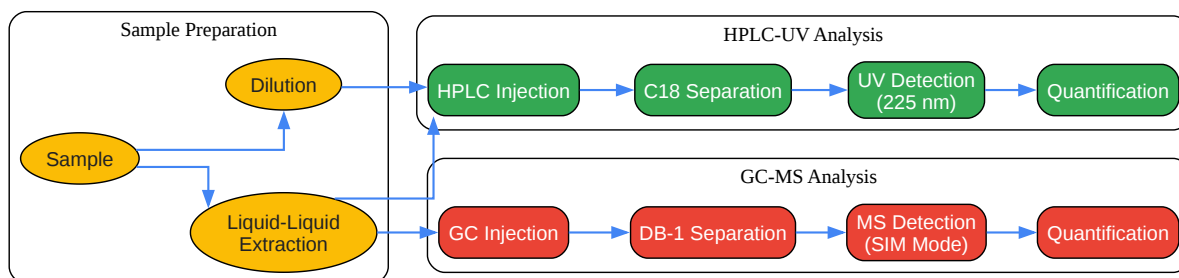 Sample Preparation
Dilution
Sample
Liquid-Liquid
Extraction
HPLC-UV Analysis
HPLC Injection
C18 Separation
UV Detection
(225 nm)
Quantification
GC-MS Analysis
GC Injection
DB-1 Separation
MS Detection
(SIM Mode)
Quantification